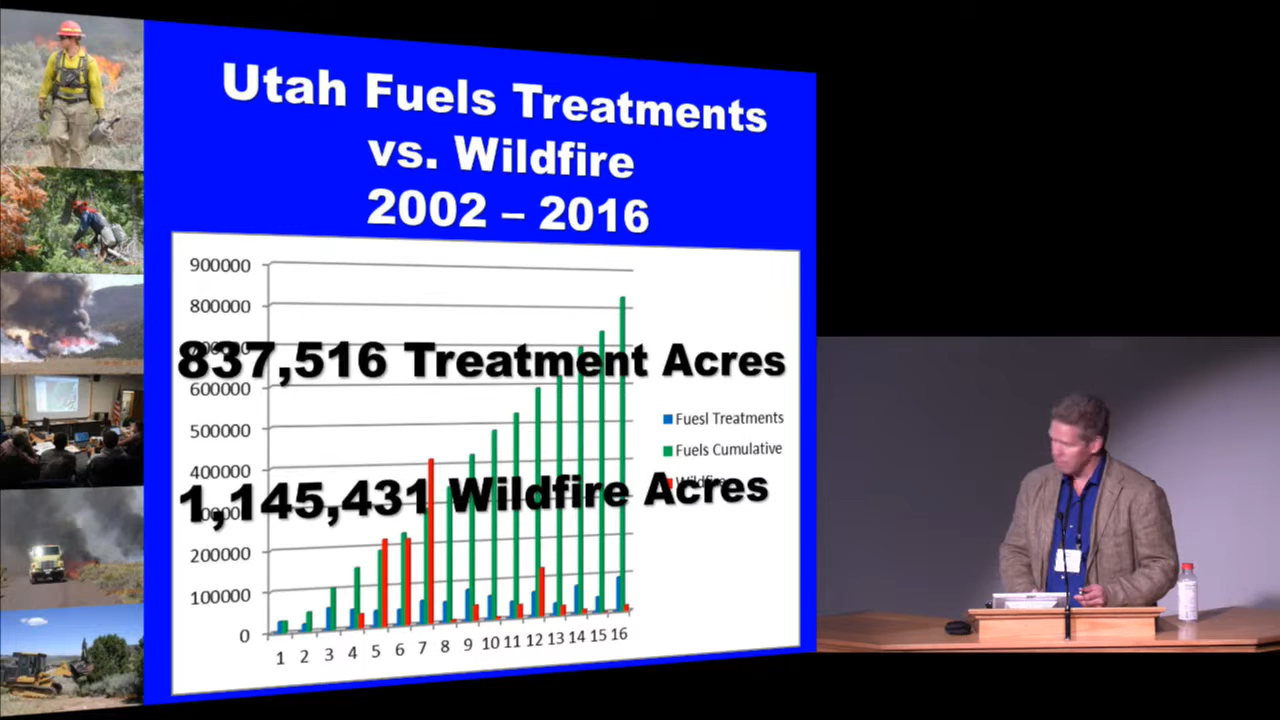 Utah Fuels Treatments
vs. Wildfire
2002 – 2016
900000
800000
837,516 Treatment Acres
600000
500000
400000
1,145,431 Wildfire Acres
200000
100000
0
1 2 3 4 5 6 7 8 9 10 11 12 13 14 15 16
Fuesl Treatments
Fuels Cumulative
Wildfire